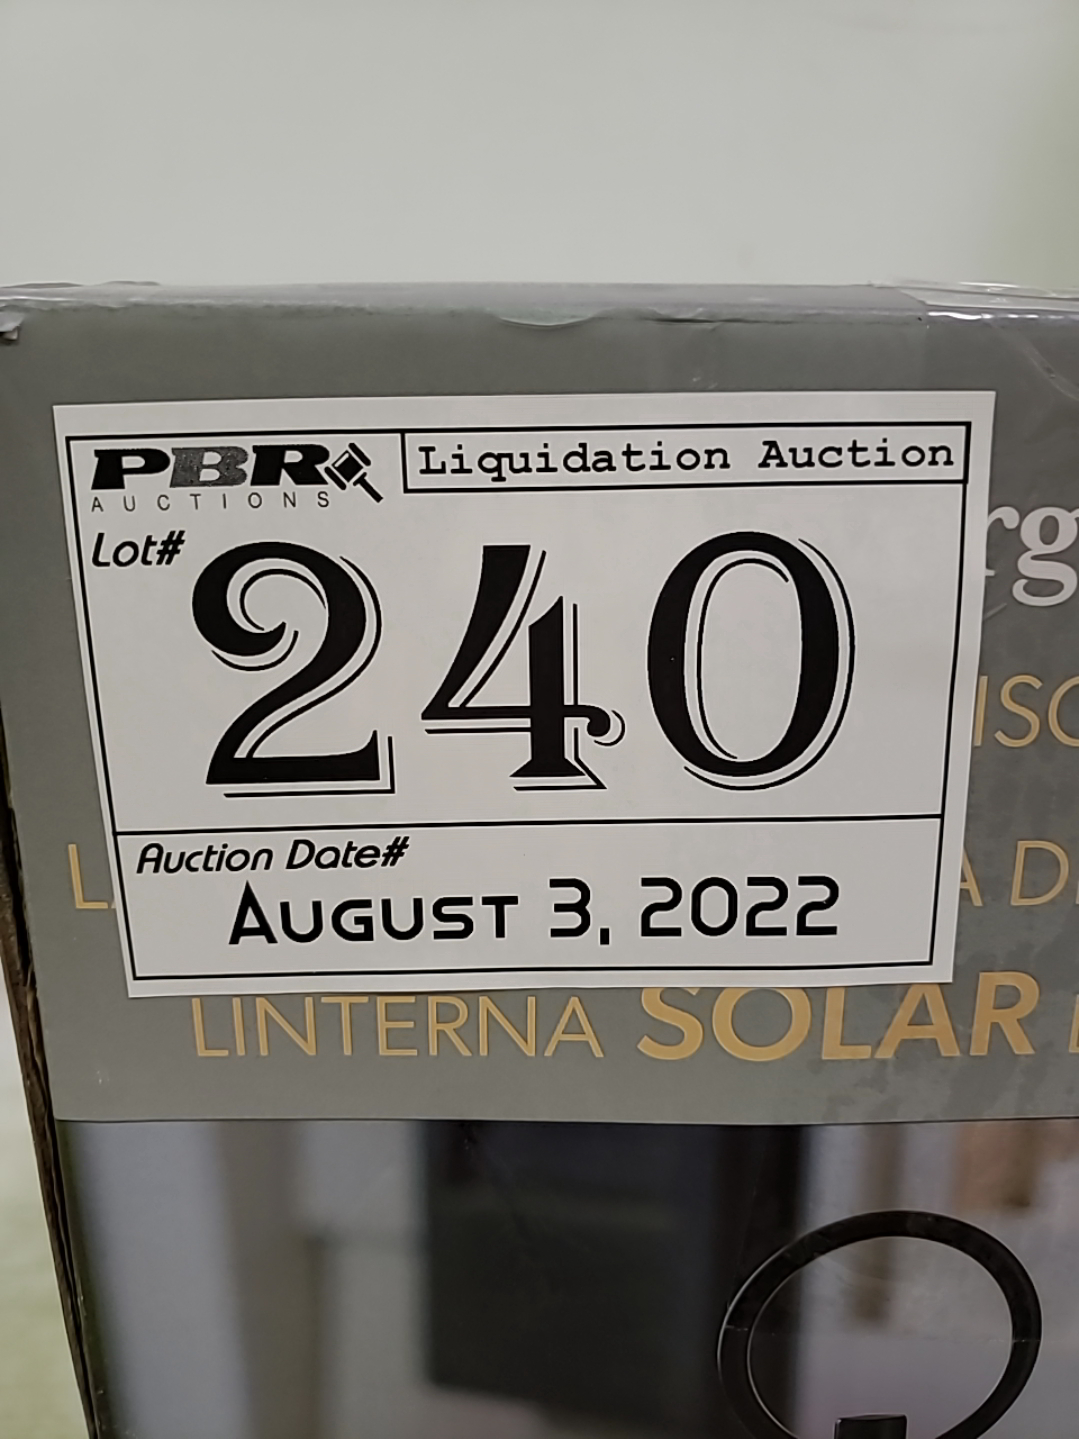 PBR
AUCTIONS
Liquidation Auction
Lot#
240
Auction Date#
August 3, 2022
LINTERNA SOLAR